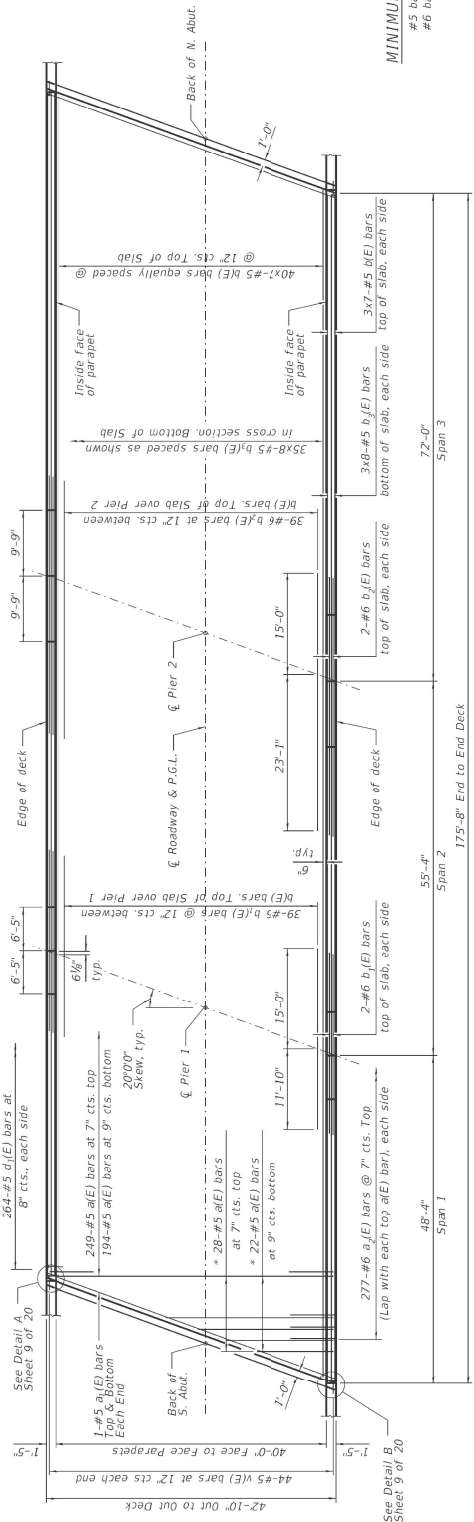 Back of N. Abut.
1'-0"
MINIMUM
#5 ba
#6 ba
40x7-#5 b(E) bars equally spaced @
@ 12" cts. Top of Slab
Inside face
of parapet
Inside face
of parapet
3x7-#5 b(E) bars
top of slab, each side
35x8-#5 b₃(E) bars spaced as shown
in cross section. Bottom of Slab
3x8-#5 b₃(E) bars
bottom of slab, each side
72'-0"
Span 3
39-#6 b₂(E) bars at 12" cts. between
b(E) bars. Top of Slab over Pier 2
9'-9"
9'-9"
2-#6 b₂(E) bars
top of slab, each side
15'-0"
23'-1"
℄ Pier 2
℄ Roadway & P.G.L.
Edge of deck
Edge of deck
6" typ.
175'-8" End to End Deck
55'-4"
Span 2
39-#5 b₁(E) bars @ 12" cts. between
b(E) bars. Top of Slab over Pier 1
6'-5"
6'-5"
6⅛"
typ.
2-#6 b₁(E) bars
top of slab, each side
15'-0"
11'-10"
20°0'0"
Skew, typ.
℄ Pier 1
264-#5 d₁(E) bars at
8" cts., each side
249-#5 a(E) bars at 7" cts. top
194-#5 a(E) bars at 9" cts. bottom
* 28-#5 a(E) bars
at 7" cts. top
* 22-#5 a(E) bars
at 9" cts. bottom
277-#6 a₂(E) bars @ 7" cts. Top
(Lap with each top a(E) bar), each side
48'-4"
Span 1
See Detail A
Sheet 9 of 20
1-#5 a₁(E) bars
Top & Bottom
Each End
Back of
S. Abut.
1'-0"
See Detail B
Sheet 9 of 20
1'-5"
40'-0" Face to Face Parapets
1'-5"
44-#5 v(E) bars at 12" cts each end
42'-10" Out to Out Deck